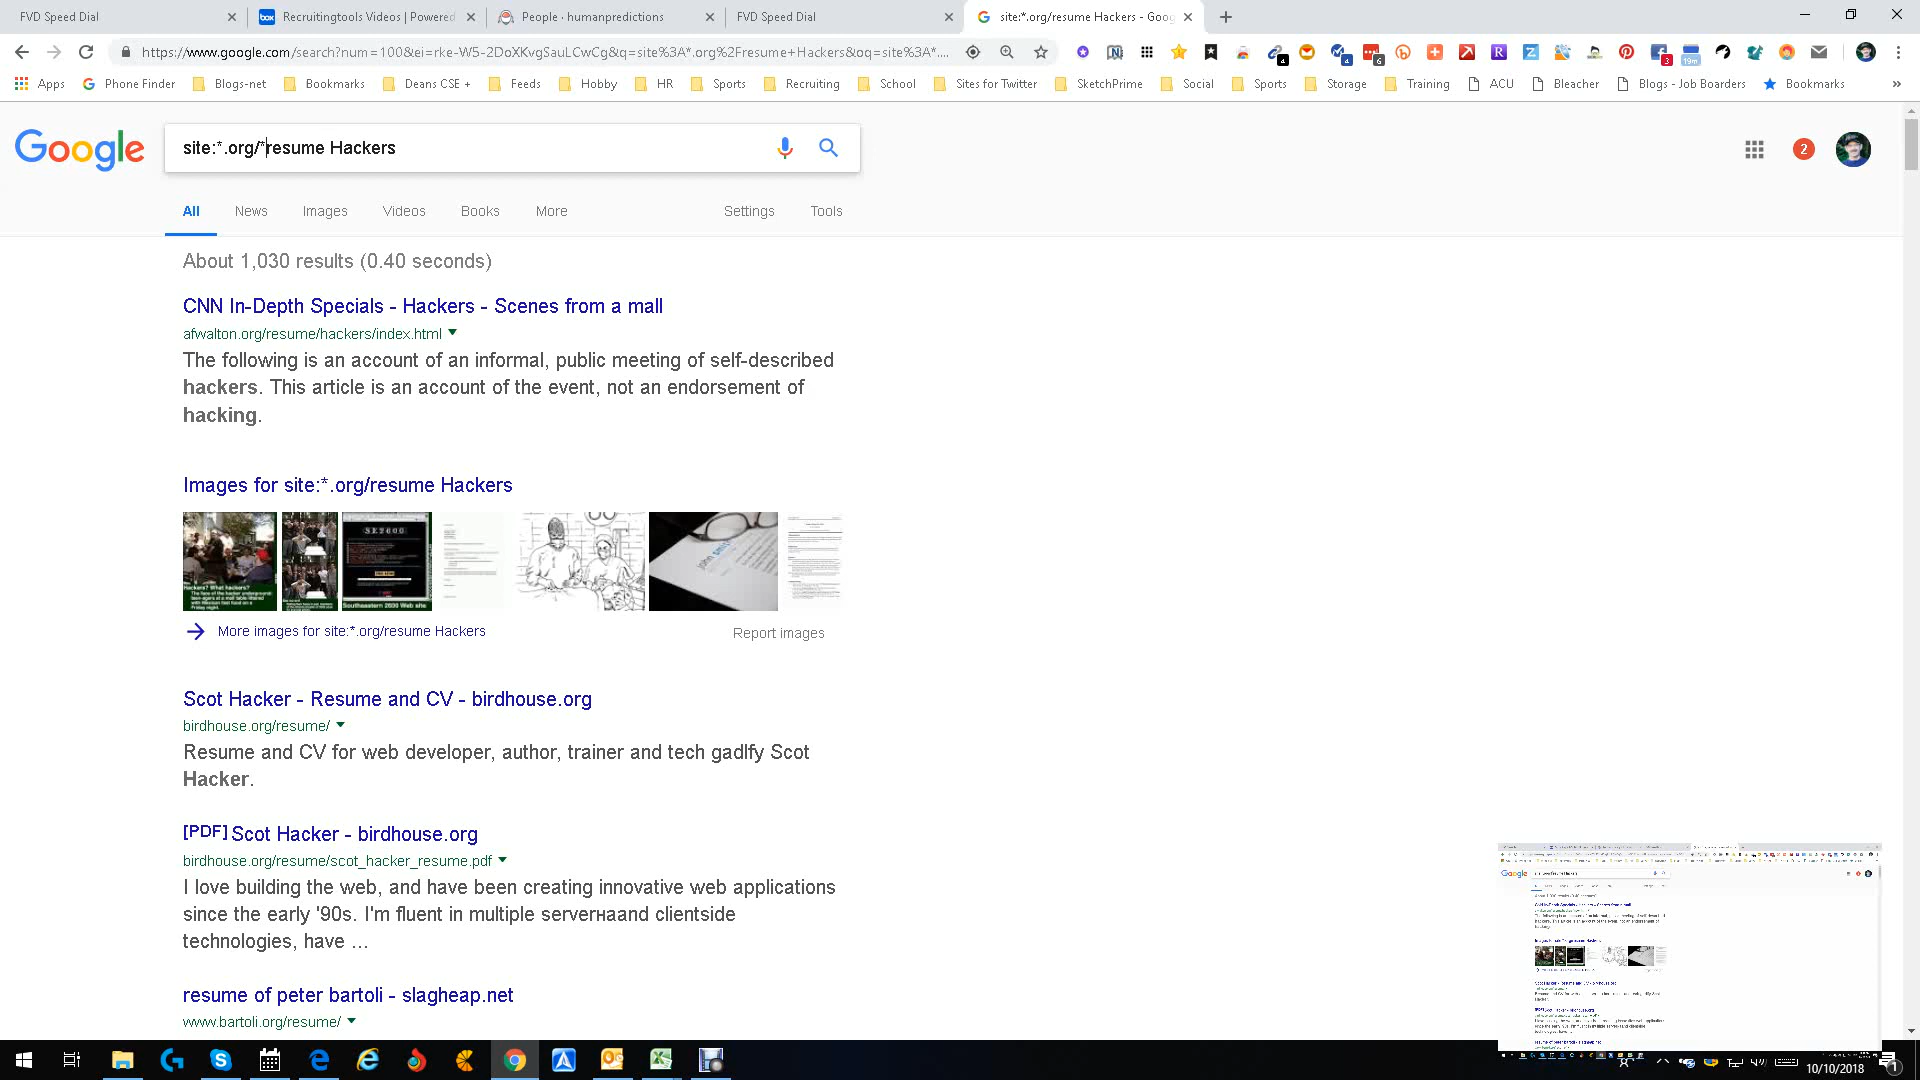 FVD Speed Dial
box Recruitingtools Videos | Powered
People · humanpredictions
FVD Speed Dial
site:*.org/resume Hackers - Goog
https://www.google.com/search?num=100&ei=rke-W5-2DoXKvgSauLCwCg&q=site%3A*.org%2Fresume+Hackers&oq=site%3A*....
Apps
Phone Finder
Blogs-net
Bookmarks
Deans CSE +
Feeds
Hobby
HR
Sports
Recruiting
School
Sites for Twitter
SketchPrime
Social
Sports
Storage
Training
ACU
Bleacher
Blogs - Job Boarders
Bookmarks
Google
site:*.org/*resume Hackers
2
All
News
Images
Videos
Books
More
Settings
Tools
About 1,030 results (0.40 seconds)
CNN In-Depth Specials - Hackers - Scenes from a mall
afwalton.org/resume/hackers/index.html
The following is an account of an informal, public meeting of self-described
hackers. This article is an account of the event, not an endorsement of
hacking.
Images for site:*.org/resume Hackers
More images for site:*.org/resume Hackers
Report images
Scot Hacker - Resume and CV - birdhouse.org
birdhouse.org/resume/
Resume and CV for web developer, author, trainer and tech gadlfy Scot
Hacker.
[PDF] Scot Hacker - birdhouse.org
birdhouse.org/resume/scot_hacker_resume.pdf
I love building the web, and have been creating innovative web applications
since the early '90s. I'm fluent in multiple serverнаand clientside
technologies, have ...
resume of peter bartoli - slagheap.net
www.bartoli.org/resume/
10/10/2018
1